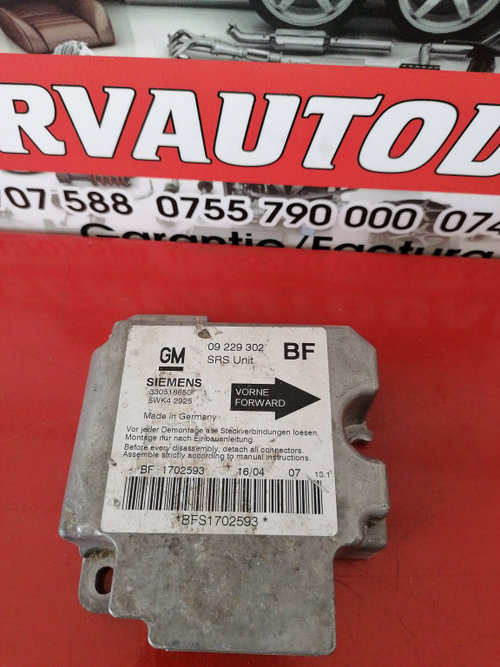 RVAUTOD
07 588 0755 790 000 074
Garantie/Factura
GM
09 229 302
BF
SRS Unit
SIEMENS
330518650
5WK4 2925
VORNE
FORWARD
Made in Germany
Vor jeder Demontage alle Steckverbindungen loesen.
Montage nur nach Einbauanleitung.
Before every disassembly, detach all connectors.
Assemble strictly according to manual instructions.
BF : 1702593 16/04 07 13.1
*BFS1702593*